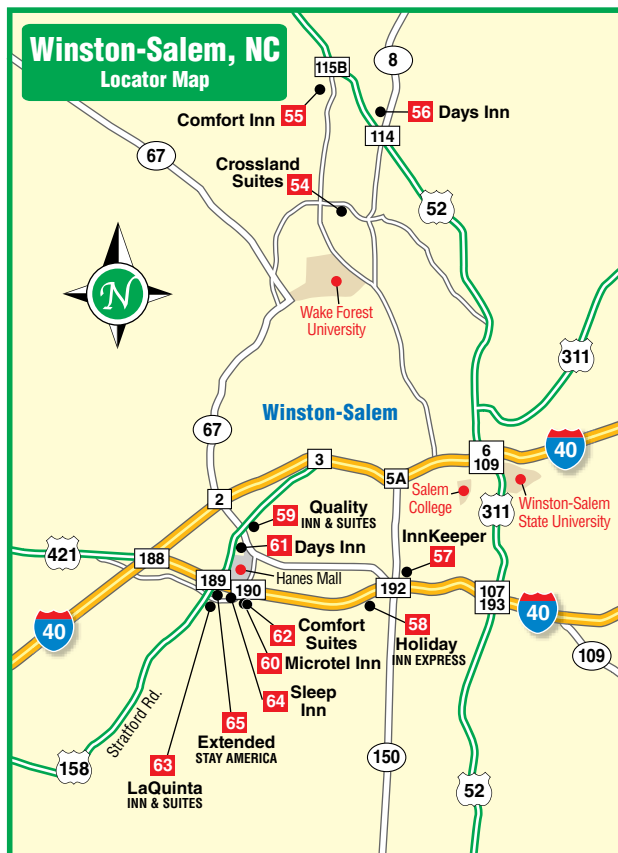 Winston-Salem, NC
Locator Map
115B
8
Comfort Inn 55
56 Days Inn
114
67
Crossland
Suites 54
52
N
Wake Forest
University
311
Winston-Salem
67
40
3
6
109
5A
2
Salem
College
Winston-Salem
State University
311
59 Quality
INN & SUITES
InnKeeper
57
61 Days Inn
421
188
Hanes Mall
189
190
192
107
193
40
40
62 Comfort
Suites
58
Holiday
INN EXPRESS
109
60 Microtel Inn
64 Sleep
Inn
Stratford Rd.
65
Extended
STAY AMERICA
63
LaQuinta
INN & SUITES
158
150
52